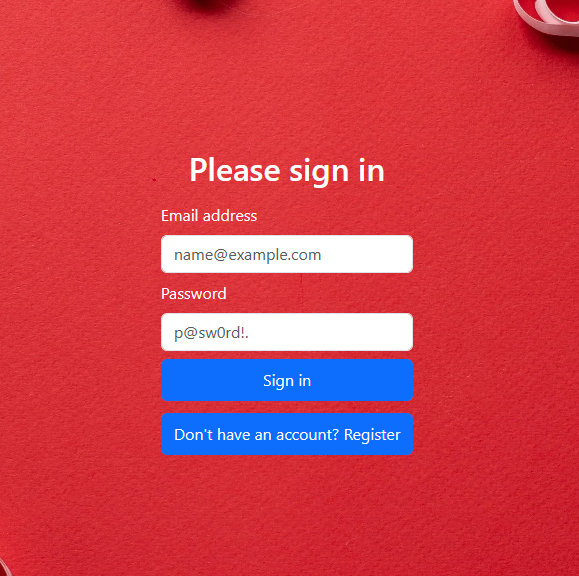 Please sign in
Email address
name@example.com
Password
p@sw0rd!.
Sign in
Don't have an account? Register